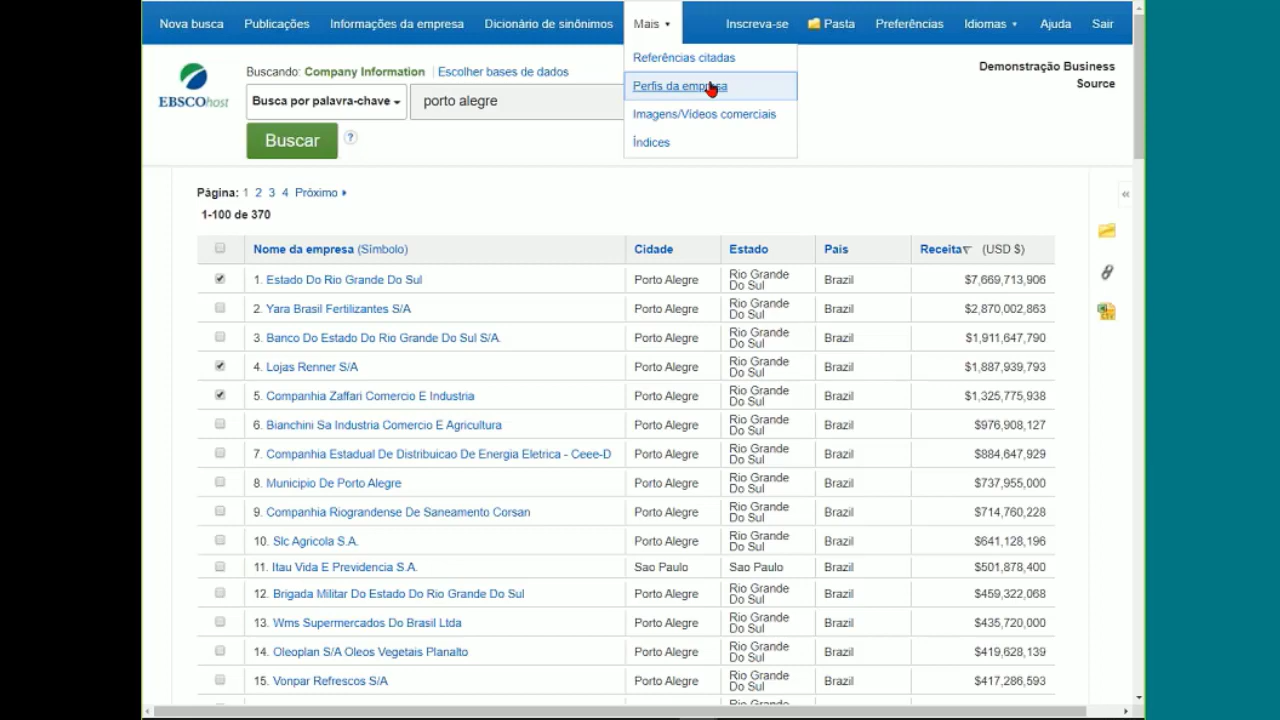 Nova busca Publicações Informações da empresa Dicionário de sinônimos Mais Inscreva-se Pasta Preferências Idiomas Ajuda Sair
Referências citadas
Perfis da empresa
Imagens/Vídeos comerciais
Índices
Demonstração Business
Source
EBSCOhost
Buscando: Company Information Escolher bases de dados
Busca por palavra-chave porto alegre
Buscar ?
Página: 1 2 3 4 Próximo
1-100 de 370
Nome da empresa (Símbolo) Cidade Estado Pais Receita (USD $)
1. Estado Do Rio Grande Do Sul Porto Alegre Rio Grande Do Sul Brazil $7,669,713,906
2. Yara Brasil Fertilizantes S/A Porto Alegre Rio Grande Do Sul Brazil $2,870,002,863
3. Banco Do Estado Do Rio Grande Do Sul S/A. Porto Alegre Rio Grande Do Sul Brazil $1,911,647,790
4. Lojas Renner S/A Porto Alegre Rio Grande Do Sul Brazil $1,887,939,793
5. Companhia Zaffari Comercio E Industria Porto Alegre Rio Grande Do Sul Brazil $1,325,775,938
6. Bianchini Sa Industria Comercio E Agricultura Porto Alegre Rio Grande Do Sul Brazil $976,908,127
7. Companhia Estadual De Distribuicao De Energia Eletrica - Ceee-D Porto Alegre Rio Grande Do Sul Brazil $884,647,929
8. Municipio De Porto Alegre Porto Alegre Rio Grande Do Sul Brazil $737,955,000
9. Companhia Riograndense De Saneamento Corsan Porto Alegre Rio Grande Do Sul Brazil $714,760,228
10. Slc Agricola S.A. Porto Alegre Rio Grande Do Sul Brazil $641,128,196
11. Itau Vida E Previdencia S.A. Sao Paulo Sao Paulo Brazil $501,878,400
12. Brigada Militar Do Estado Do Rio Grande Do Sul Porto Alegre Rio Grande Do Sul Brazil $459,322,068
13. Wms Supermercados Do Brasil Ltda Porto Alegre Rio Grande Do Sul Brazil $435,720,000
14. Oleoplan S/A Oleos Vegetais Planalto Porto Alegre Rio Grande Do Sul Brazil $419,628,139
15. Vonpar Refrescos S/A Porto Alegre Rio Grande Do Sul Brazil $417,286,593